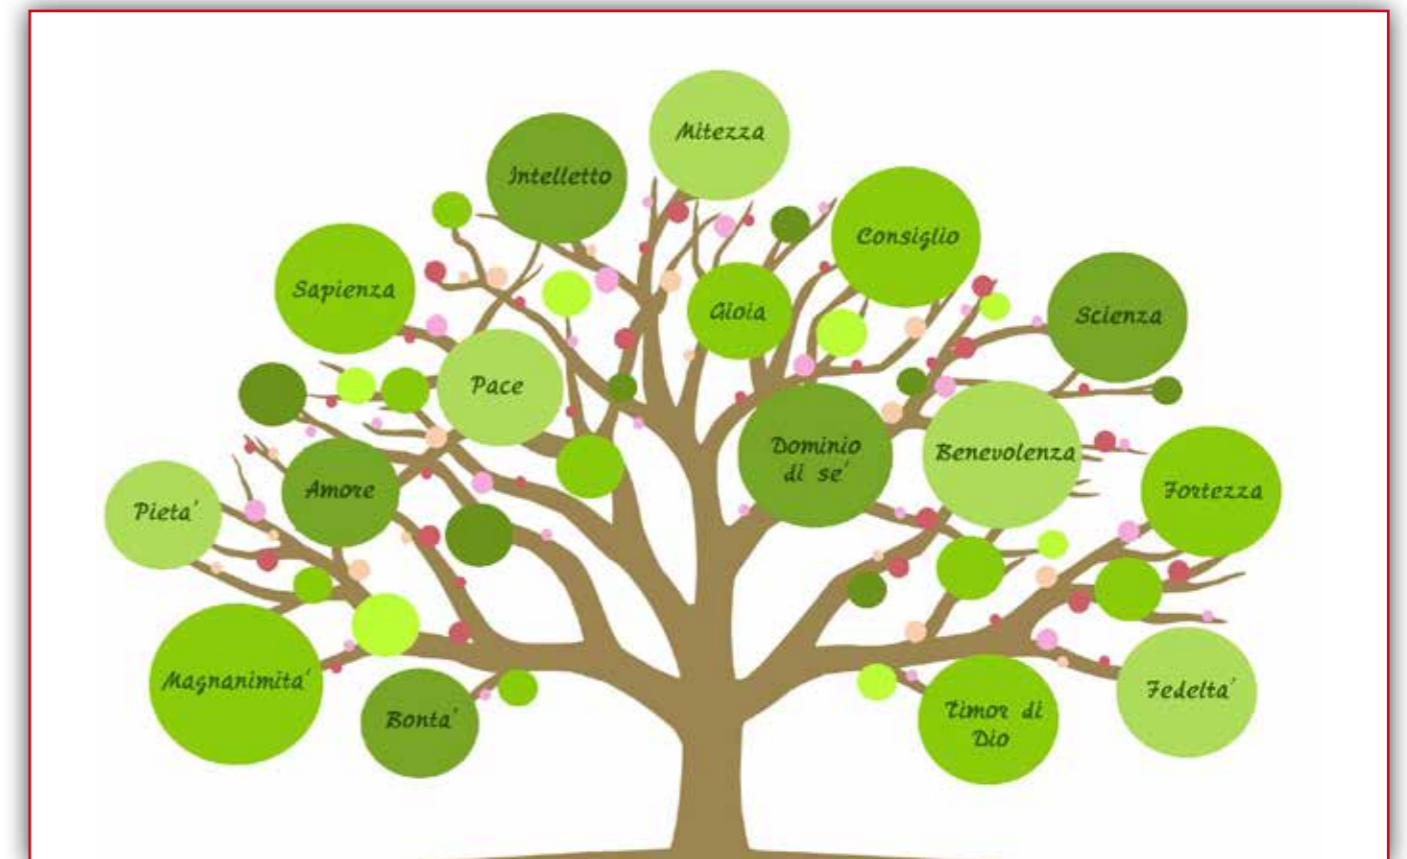 Mitezza
Intelletto
Consiglio
Sapienza
Gioia
Scienza
Pace
Dominio
di se'
Benevolenza
Amore
Fortezza
Pieta'
Magnanimita'
Bonta'
Timor di
Dio
Fedelta'